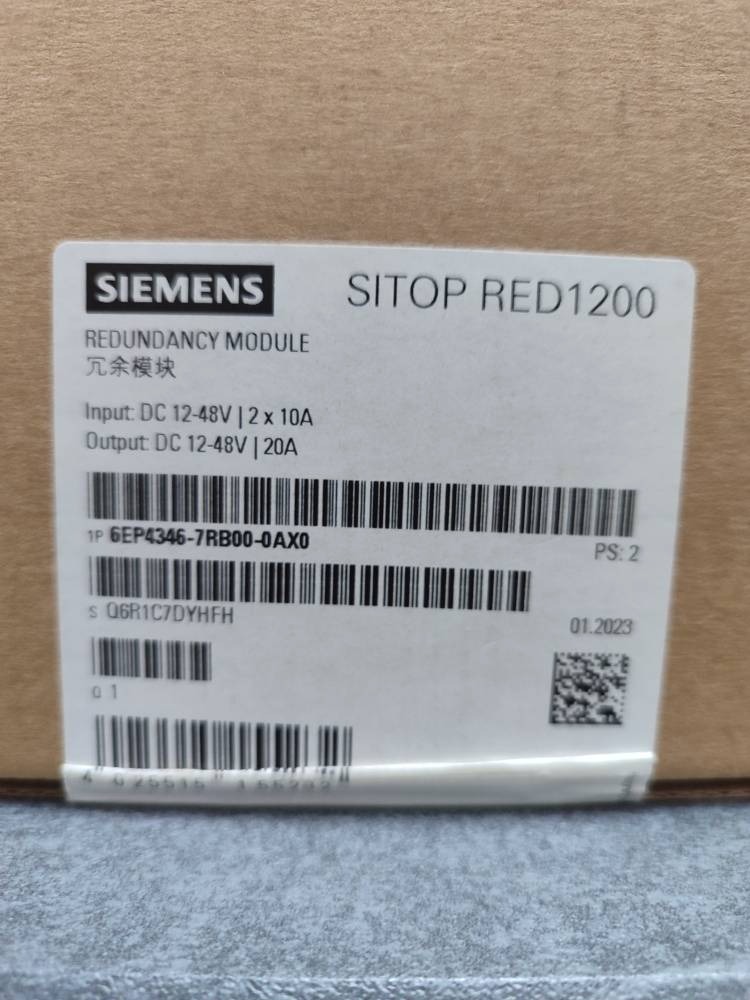 SIEMENS
SITOP RED1200
REDUNDANCY MODULE
冗余模块
Input: DC 12-48V | 2 x 10A
Output: DC 12-48V | 20A
1P 6EP4346-7RB00-0AX0
PS: 2
S Q6R1C7DYHFH
01.2023
Q 1